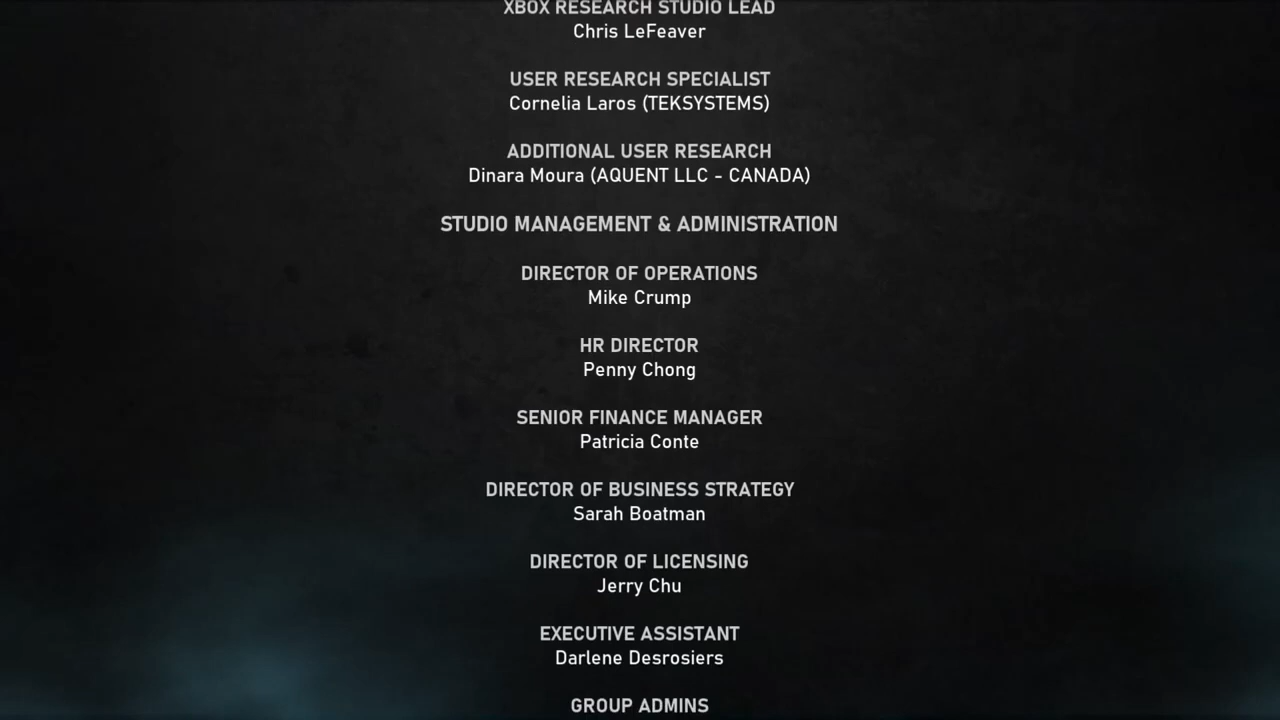 XBOX RESEARCH STUDIO LEAD
Chris LeFeaver
USER RESEARCH SPECIALIST
Cornelia Laros (TEKSYSTEMS)
ADDITIONAL USER RESEARCH
Dinara Moura (AQUENT LLC - CANADA)
STUDIO MANAGEMENT & ADMINISTRATION
DIRECTOR OF OPERATIONS
Mike Crump
HR DIRECTOR
Penny Chong
SENIOR FINANCE MANAGER
Patricia Conte
DIRECTOR OF BUSINESS STRATEGY
Sarah Boatman
DIRECTOR OF LICENSING
Jerry Chu
EXECUTIVE ASSISTANT
Darlene Desrosiers
GROUP ADMINS